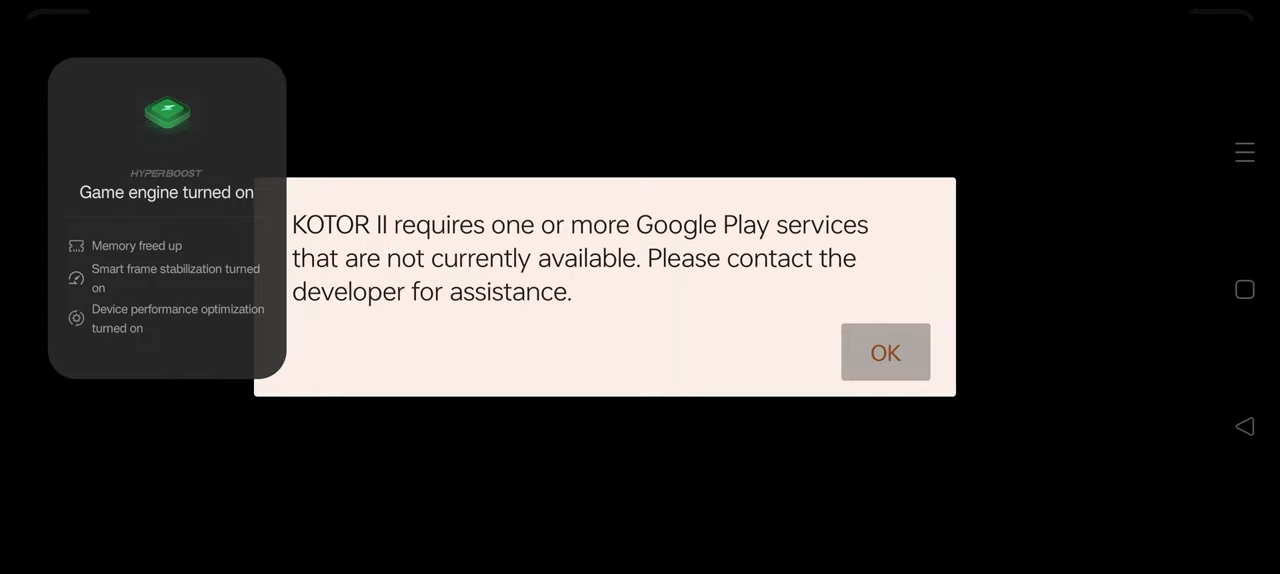 HYPERBOOST
Game engine turned on
Memory freed up
Smart frame stabilization turned
on
Device performance optimization
turned on
KOTOR II requires one or more Google Play services
that are not currently available. Please contact the
developer for assistance.
OK